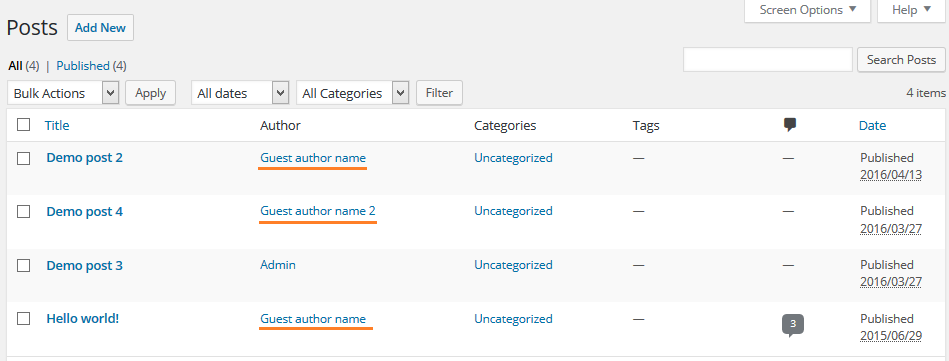 Screen Options ▼ Help ▼
Posts Add New
All (4) | Published (4)
Search Posts
Bulk Actions Apply All dates All Categories Filter 4 items
Title Author Categories Tags Date
Demo post 2 Guest author name Uncategorized — — Published
2016/04/13
Demo post 4 Guest author name 2 Uncategorized — — Published
2016/03/27
Demo post 3 Admin Uncategorized — — Published
2016/03/27
Hello world! Guest author name Uncategorized — 3 Published
2015/06/29